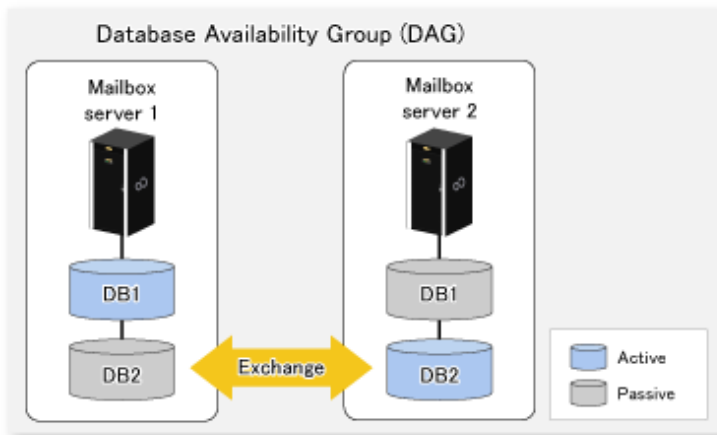 Database Availability Group (DAG)
Mailbox
server 1
Mailbox
server 2
DB1
DB1
DB2
Exchange
DB2
Active
Passive